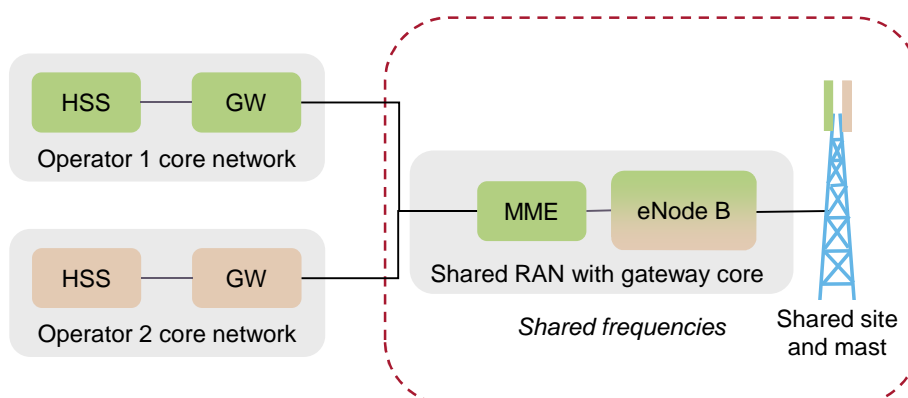 HSS
GW
Operator 1 core network
HSS
GW
Operator 2 core network
MME
eNode B
Shared RAN with gateway core
Shared frequencies
Shared site
and mast